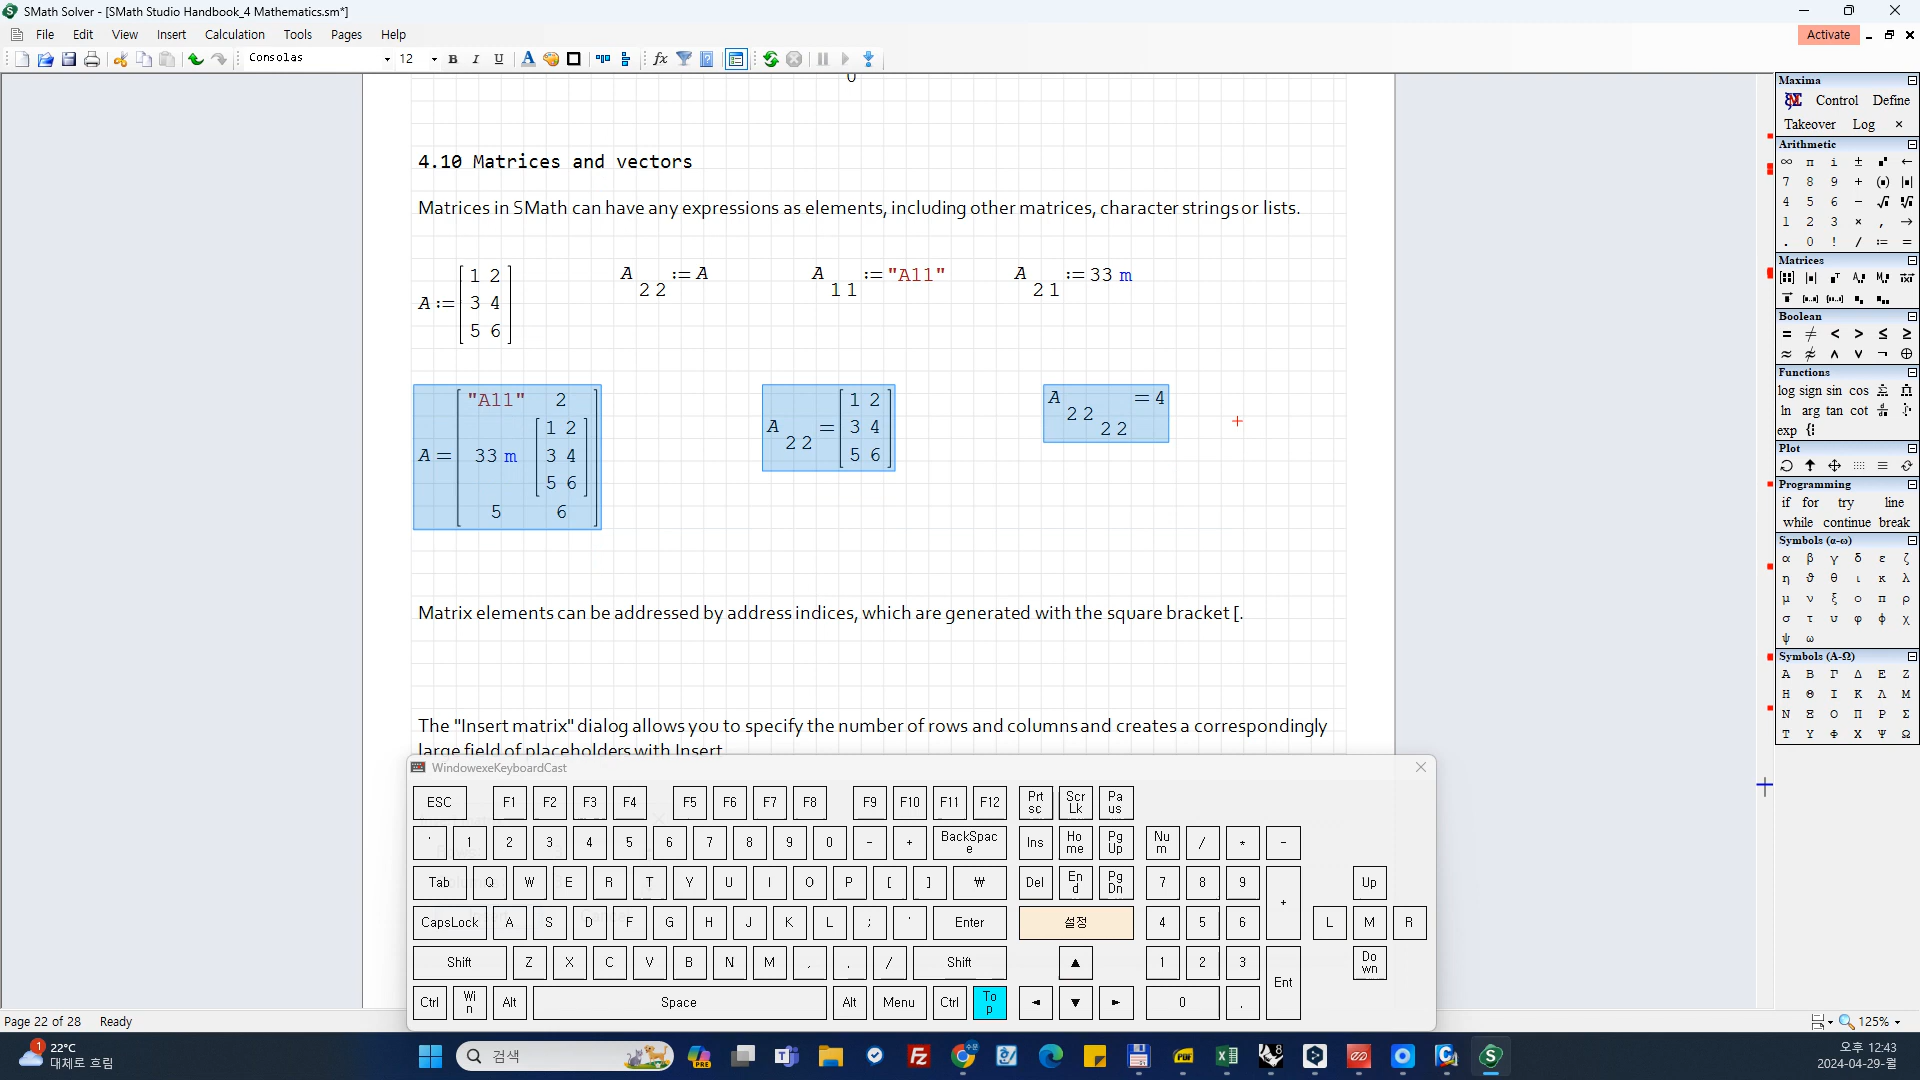 SMath Solver - [SMath Studio Handbook_4 Mathematics.sm*]
File Edit View Insert Calculation Tools Pages Help
Activate
Consolas 12 B I U
4.10 Matrices and vectors
Matrices in SMath can have any expressions as elements, including other matrices, character strings or lists.
A := [1 2
3 4
5 6]
A 2 2 := A
A 1 1 := "A11"
A 2 1 := 33 m
A = ["A11" 2
33 m [1 2
3 4
5 6]
5 6]
A 2 2 = [1 2
3 4
5 6]
A 2 2 2 2 = 4
Matrix elements can be addressed by address indices, which are generated with the square bracket [.
The "Insert matrix" dialog allows you to specify the number of rows and columns and creates a correspondingly
large field of placeholders with Insert
WindowexeKeyboardCast
ESC F1 F2 F3 F4 F5 F6 F7 F8 F9 F10 F11 F12 Prt sc Scr Lk Pa us
' 1 2 3 4 5 6 7 8 9 0 - + BackSpace Ins Home Pg Up Num / * -
Tab Q W E R T Y U I O P [ ] ₩ Del End Pg Dn 7 8 9 + Up
CapsLock A S D F G H J K L ; ' Enter 설정 4 5 6 L M R
Shift Z X C V B N M , . / Shift ▲ 1 2 3 Ent Down
Ctrl Win Alt Space Alt Menu Ctrl Top ◄ ▼ ► 0 .
Maxima
Control Define
Takeover Log ×
Arithmetic
∞ π i ±
7 8 9 +
4 5 6 −
1 2 3 × , →
. 0 ! / := =
Matrices
Boolean
= ≠ < > ≤ ≥
≈ ∧ ∨ ¬ ⊕
Functions
log sign sin cos
ln arg tan cot
exp
Plot
Programming
if for try line
while continue break
Symbols (α-ω)
α β γ δ ε ζ
η ϑ θ ι κ λ
μ ν ξ ο π ρ
σ τ υ φ ϕ χ
ψ ω
Symbols (Α-Ω)
Α Β Γ Δ Ε Ζ
Η Θ Ι Κ Λ Μ
Ν Ξ Ο Π Ρ Σ
Τ Υ Φ Χ Ψ Ω
Page 22 of 28 Ready
125%
1
22°C
대체로 흐림
검색
오후 12:43
2024-04-29-월